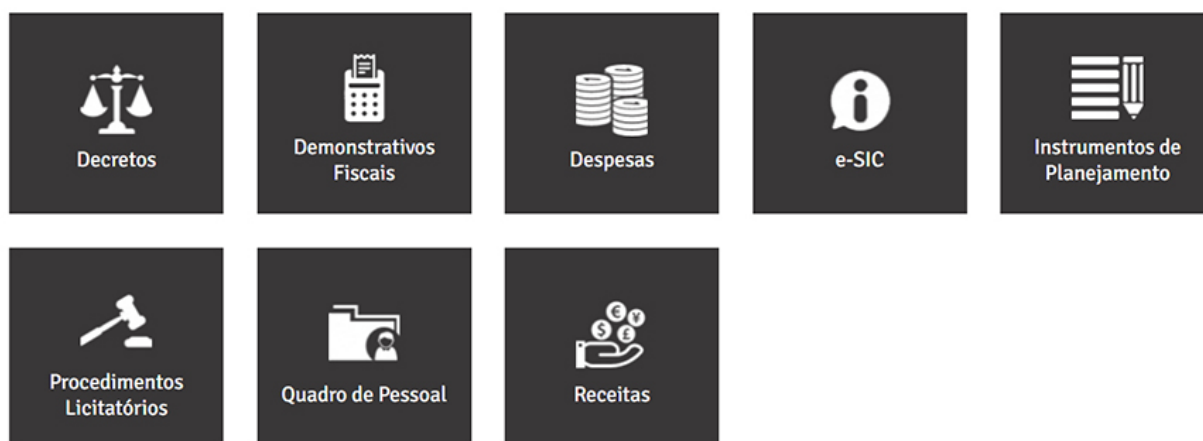 Decretos
Demonstrativos
Fiscais
Despesas
e-SIC
Instrumentos de
Planejamento
Procedimentos
Licitatórios
Quadro de Pessoal
Receitas